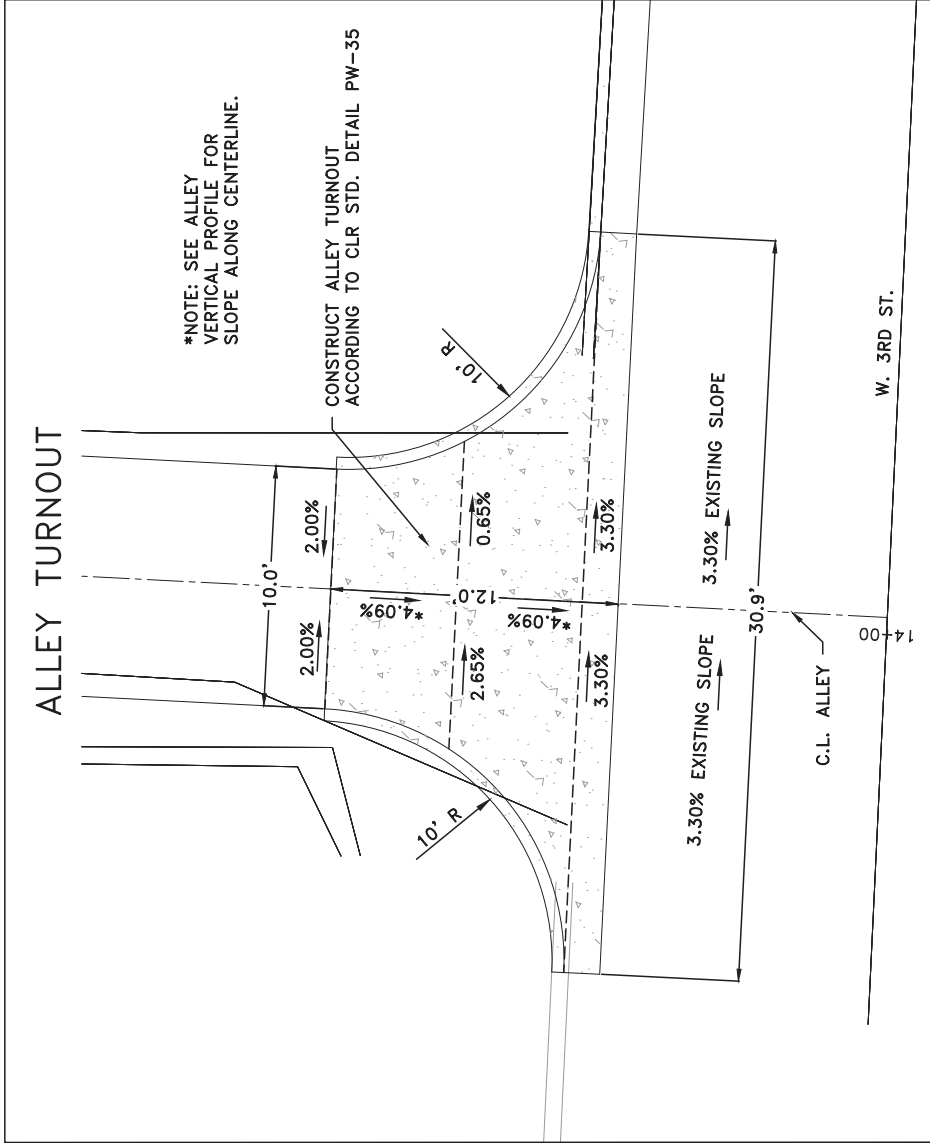 ALLEY TURNOUT
*NOTE: SEE ALLEY
VERTICAL PROFILE FOR
SLOPE ALONG CENTERLINE.
CONSTRUCT ALLEY TURNOUT
ACCORDING TO CLR STD. DETAIL PW-35
10' R
10.0'
2.00%
2.00%
*4.09%
12.0'
*4.09%
2.65%
0.65%
3.30%
3.30%
10' R
3.30% EXISTING SLOPE
3.30% EXISTING SLOPE
30.9'
C.L. ALLEY
14+00
W. 3RD ST.